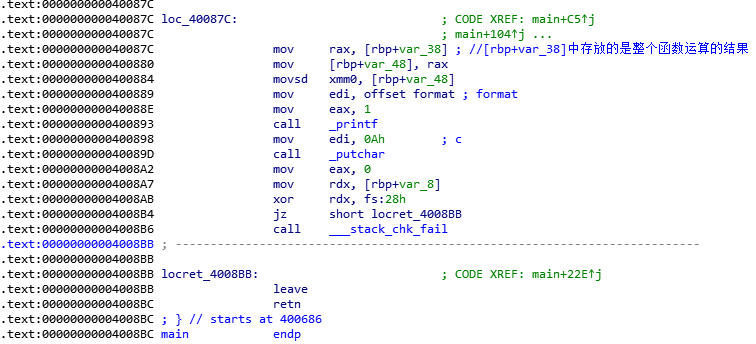 .text:000000000040087C
.text:000000000040087C loc_40087C: ; CODE XREF: main+C5↑j
.text:000000000040087C ; main+104↑j ...
.text:000000000040087C mov rax, [rbp+var_38] ; //[rbp+var_38]中存放的是整个函数运算的结果
.text:0000000000400880 mov [rbp+var_48], rax
.text:0000000000400884 movsd xmm0, [rbp+var_48]
.text:0000000000400889 mov edi, offset format ; format
.text:000000000040088E mov eax, 1
.text:0000000000400893 call _printf
.text:0000000000400898 mov edi, 0Ah ; c
.text:000000000040089D call _putchar
.text:00000000004008A2 mov eax, 0
.text:00000000004008A7 mov rdx, [rbp+var_8]
.text:00000000004008AB xor rdx, fs:28h
.text:00000000004008B4 jz short locret_4008BB
.text:00000000004008B6 call ___stack_chk_fail
.text:00000000004008BB ; ---------------------------------------------------------------------------
.text:00000000004008BB
.text:00000000004008BB locret_4008BB: ; CODE XREF: main+22E↑j
.text:00000000004008BB leave
.text:00000000004008BC retn
.text:00000000004008BC ; } // starts at 400686
.text:00000000004008BC main endp